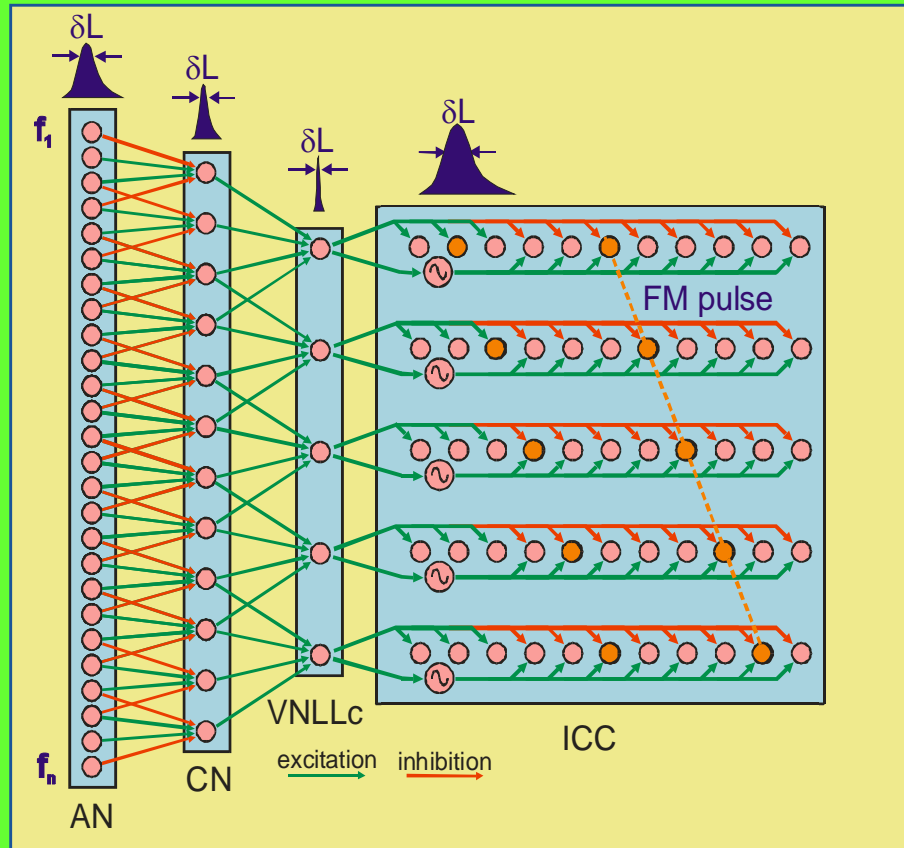 δL
δL
δL
δL
f1
FM pulse
VNLLc
ICC
excitation inhibition
fn
CN
AN